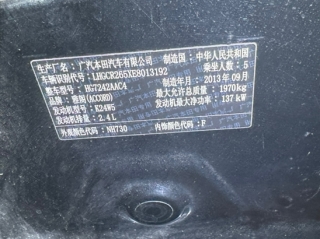 生产厂名：广汽本田汽车有限公司 制造国：中华人民共和国
车辆识别代号：LHGCR265XE8013192 乘坐人数：5
整车型号：HG7242AAC4 制造年月：2013年09月
品牌：雅阁(ACCORD) 最大允许总质量：1970kg
发动机型号：K24W5 发动机最大净功率：137kW
发动机排量：2.4L
外观颜色代码：NH730 内饰颜色代码：F